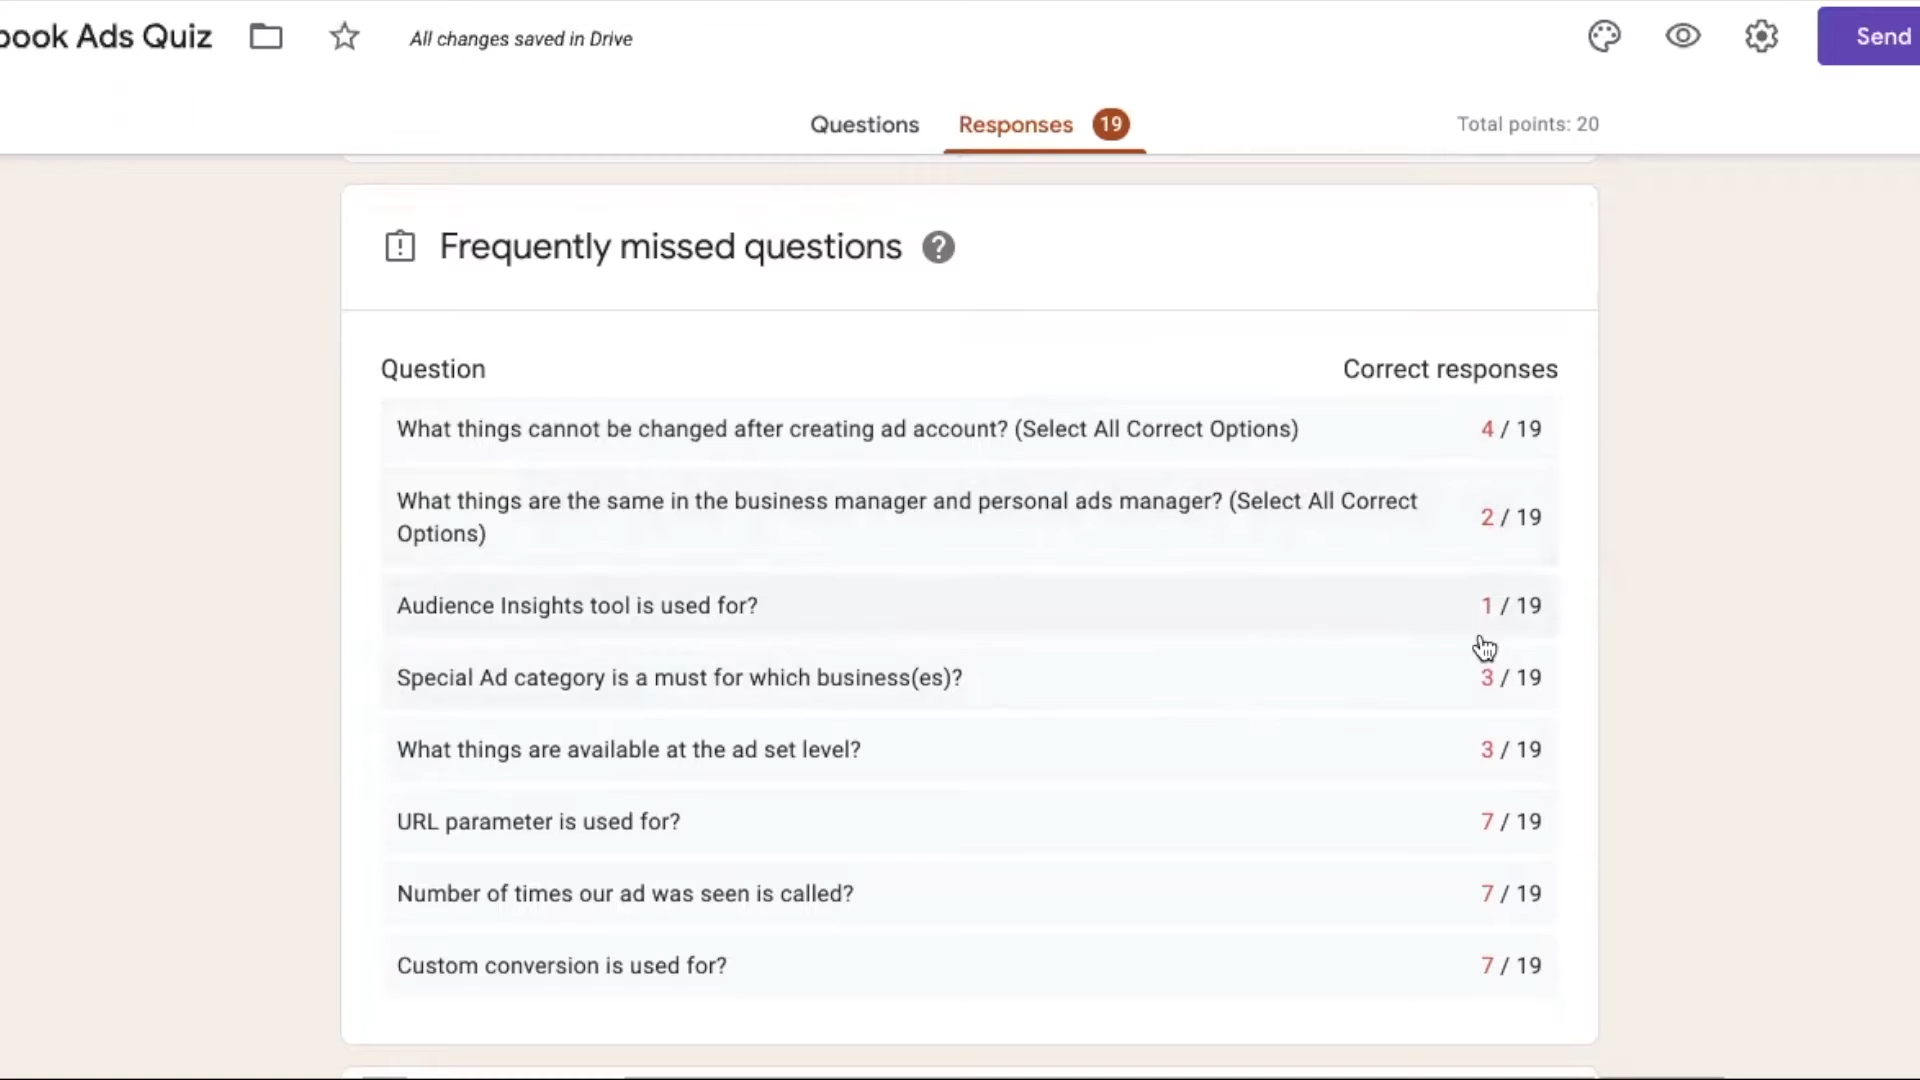 Ads Quiz
All changes saved in Drive
Send
Questions
Responses 19
Total points: 20
Frequently missed questions
Question
Correct responses
What things cannot be changed after creating ad account? (Select All Correct Options)
4 / 19
What things are the same in the business manager and personal ads manager? (Select All Correct
Options)
2 / 19
Audience Insights tool is used for?
1 / 19
Special Ad category is a must for which business(es)?
3 / 19
What things are available at the ad set level?
3 / 19
URL parameter is used for?
7 / 19
Number of times our ad was seen is called?
7 / 19
Custom conversion is used for?
7 / 19